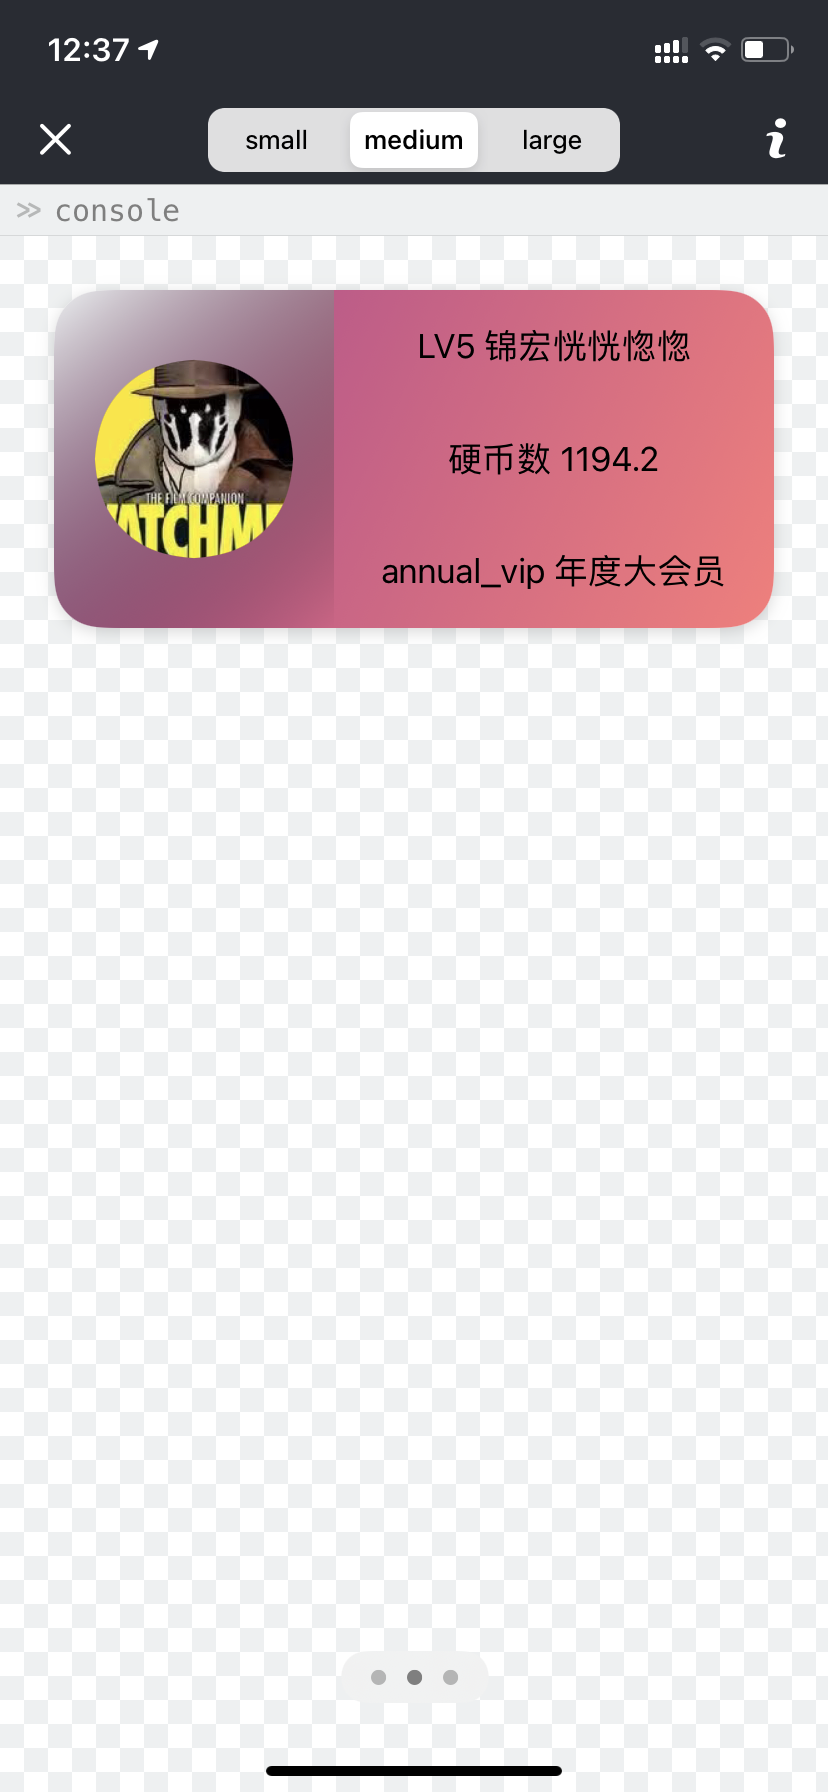 12:37
small medium large
console
LV5 锦宏恍恍惚惚
硬币数 1194.2
THE FILM COMPANION
WATCHMEN
annual_vip 年度大会员